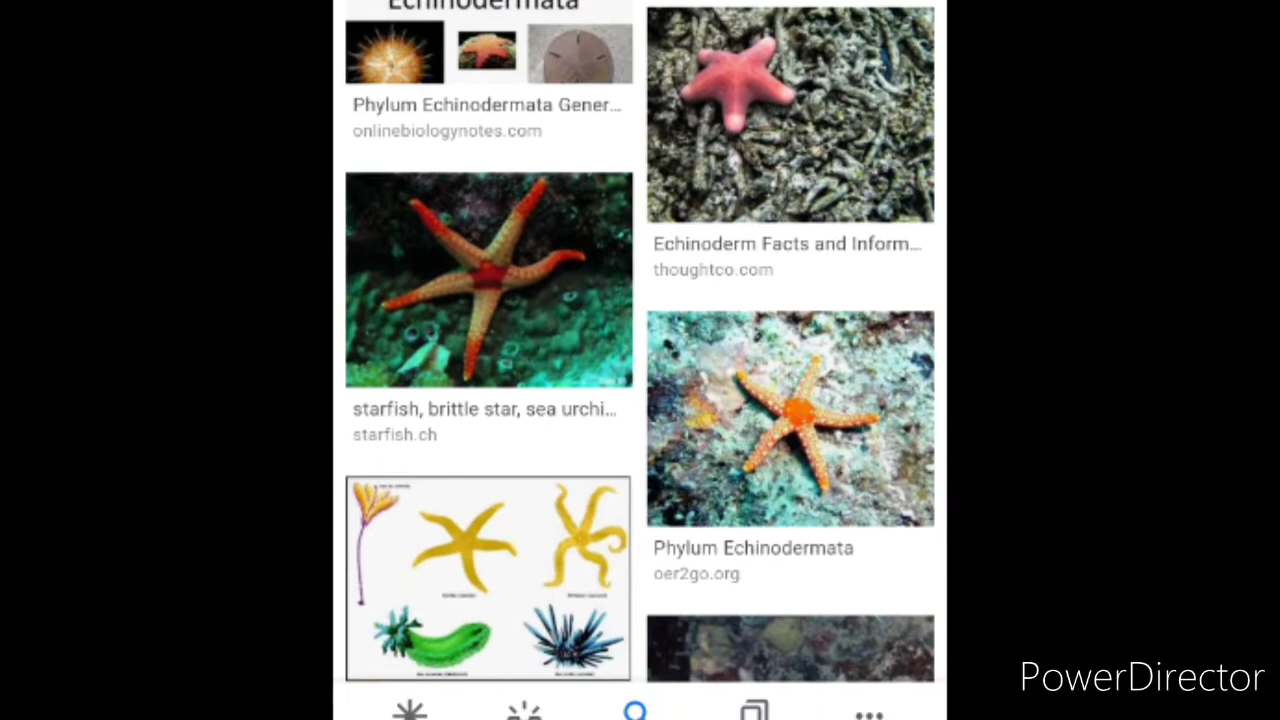 Echinodermata
Phylum Echinodermata Gener...
onlinebiologynotes.com
starfish, brittle star, sea urchi...
starfish.ch
Echinoderm Facts and Inform...
thoughtco.com
Phylum Echinodermata
oer2go.org
PowerDirector